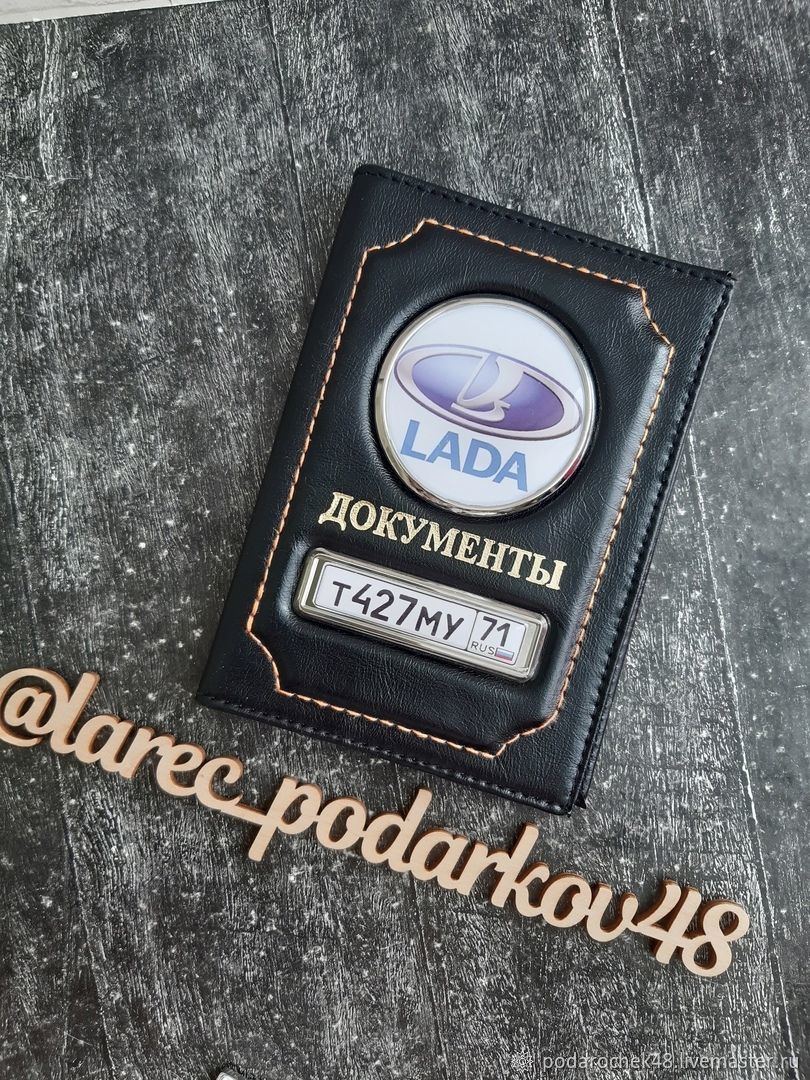 LADA
ДОКУМЕНТЫ
Т427МУ 71
RUS
@larec_podarkov48
podarochek48.livemaster.ru